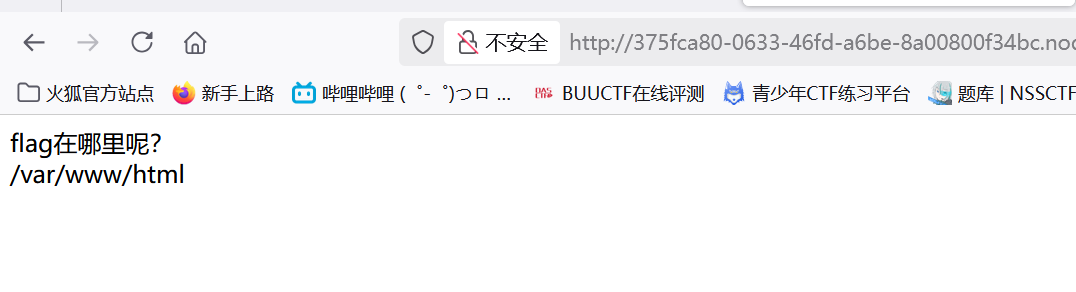 不安全 http://375fca80-0633-46fd-a6be-8a00800f34bc.noc
火狐官方站点 新手上路 哔哩哔哩 ( ゜- ゜)つロ ... BUUCTF在线评测 青少年CTF练习平台 题库 | NSSCTF
flag在哪里呢?
/var/www/html